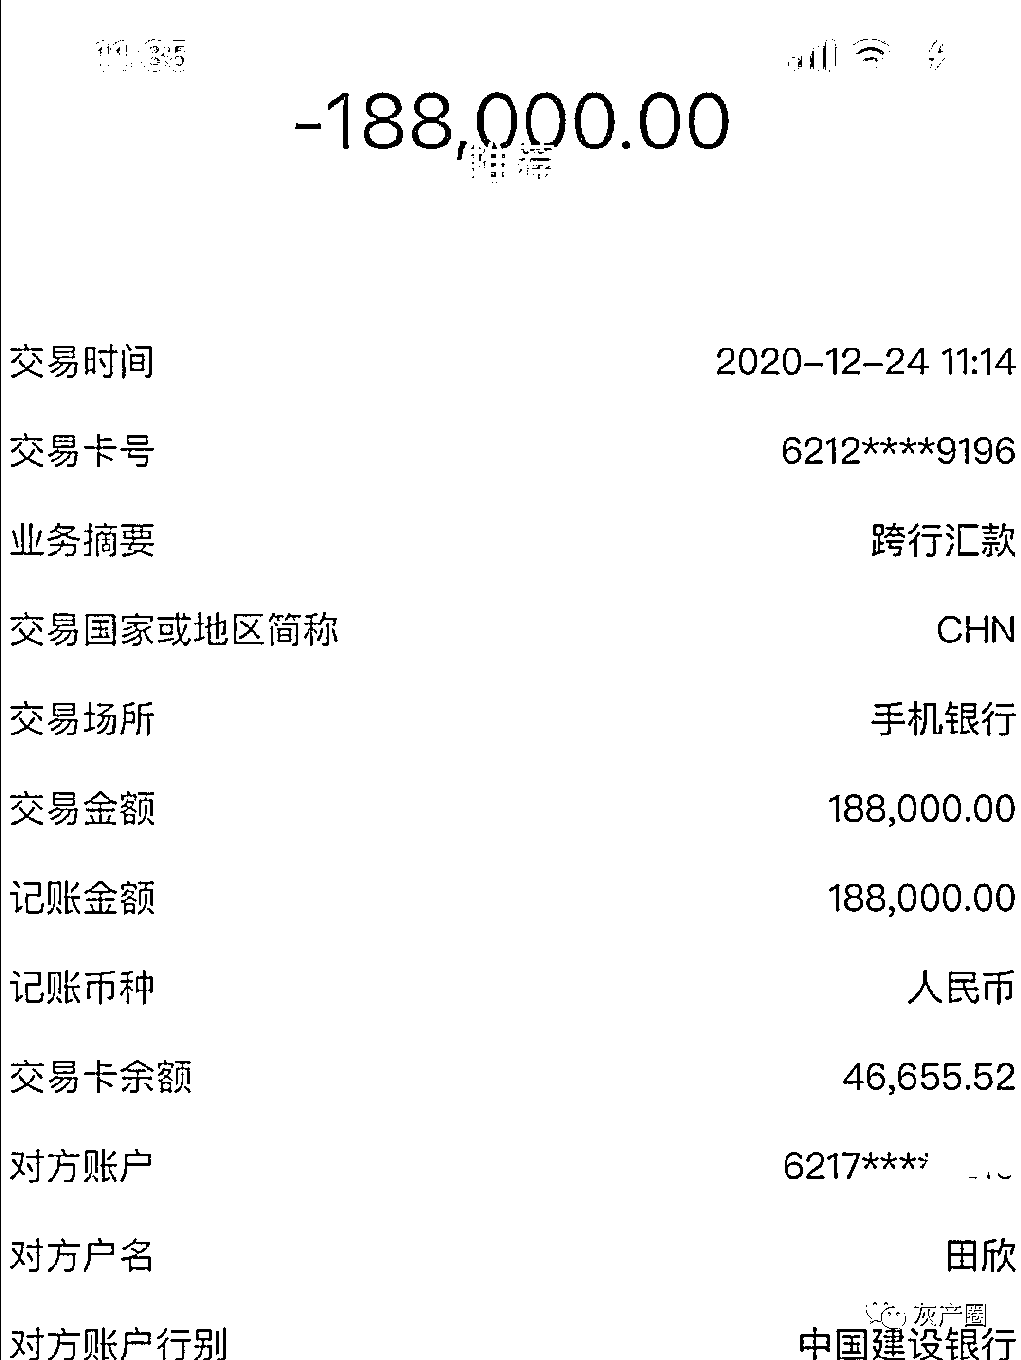 11:35
-188,000.00
推荐
交易时间 2020-12-24 11:14
交易卡号 6212****9196
业务摘要 跨行汇款
交易国家或地区简称 CHN
交易场所 手机银行
交易金额 188,000.00
记账金额 188,000.00
记账币种 人民币
交易卡余额 46,655.52
对方账户 6217****
对方户名 田欣
灰产圈
对方账户行别 中国建设银行